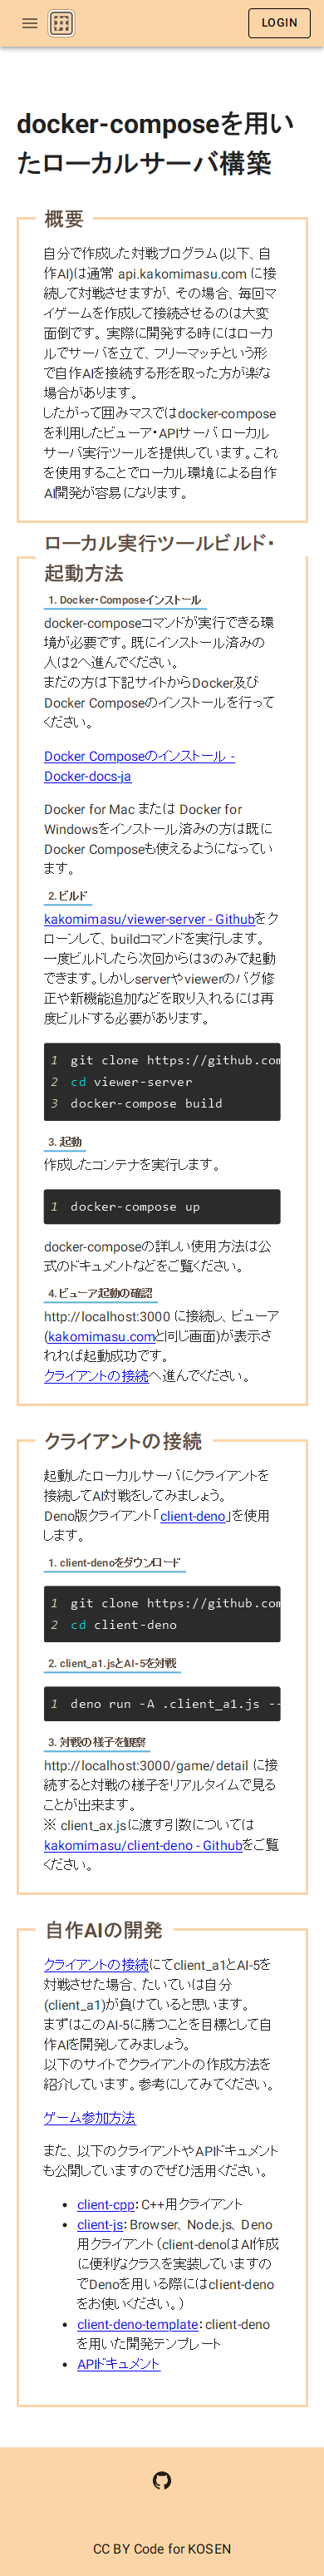 LOGIN
docker-composeを用い
たローカルサーバ構築
概要
自分で作成した対戦プログラム(以下、自
作AI)は通常 api.kakomimasu.com に接
続して対戦させますが、その場合、毎回マ
イゲームを作成して接続させるのは大変
面倒です。 実際に開発する時にはローカ
ルでサーバを立て、フリーマッチという形
で自作AIを接続する形を取った方が楽な
場合があります。
したがって囲みマスではdocker-compose
を利用したビューア・APIサーバ ローカル
サーバ実行ツールを提供しています。これ
を使用することでローカル環境による自作
AI開発が容易になります。
ローカル実行ツールビルド・
起動方法
1. Docker・Composeインストール
docker-composeコマンドが実行できる環
境が必要です。既にインストール済みの
人は2へ進んでください。
まだの方は下記サイトからDocker及び
Docker Composeのインストールを行って
ください。
Docker Composeのインストール -
Docker-docs-ja
Docker for Mac または Docker for
Windowsをインストール済みの方は既に
Docker Composeも使えるようになってい
ます。
2.ビルド
kakomimasu/viewer-server - Githubをク
ローンして、buildコマンドを実行します。
一度ビルドしたら次回からは3のみで起動
できます。しかしserverやviewerのバグ修
正や新機能追加などを取り入れるには再
度ビルドする必要があります。
1 git clone https://github.com
2 cd viewer-server
3 docker-compose build
3. 起動
作成したコンテナを実行します。
1 docker-compose up
docker-composeの詳しい使用方法は公
式のドキュメントなどをご覧ください。
4.ビューア起動の確認
http://localhost:3000 に接続し、ビューア
(kakomimasu.comと同じ画面)が表示さ
れれば起動成功です。
クライアントの接続へ進んでください。
クライアントの接続
起動したローカルサーバにクライアントを
接続してAI対戦をしてみましょう。
Deno版クライアント「client-deno」を使用
します。
1. client-denoをダウンロード
1 git clone https://github.com
2 cd client-deno
2. client_a1.jsとAI-5を対戦
1 deno run -A .client_a1.js --
3. 対戦の様子を観察
http://localhost:3000/game/detail に接
続すると対戦の様子をリアルタイムで見る
ことが出来ます。
※ client_ax.jsに渡す引数については
kakomimasu/client-deno - Githubをご覧
ください。
自作AIの開発
クライアントの接続にてclient_a1とAI-5を
対戦させた場合、たいていは自分
(client_a1)が負けていると思います。
まずはこのAI-5に勝つことを目標として自
作AIを開発してみましょう。
以下のサイトでクライアントの作成方法を
紹介しています。参考にしてみてください。
ゲーム参加方法
また、以下のクライアントやAPIドキュメント
も公開していますのでぜひ活用ください。
• client-cpp：C++用クライアント
• client-js：Browser、Node.js、Deno
用クライアント（client-denoはAI作成
に便利なクラスを実装していますの
でDenoを用いる際にはclient-deno
をお使いください。）
• client-deno-template：client-deno
を用いた開発テンプレート
• APIドキュメント
CC BY Code for KOSEN